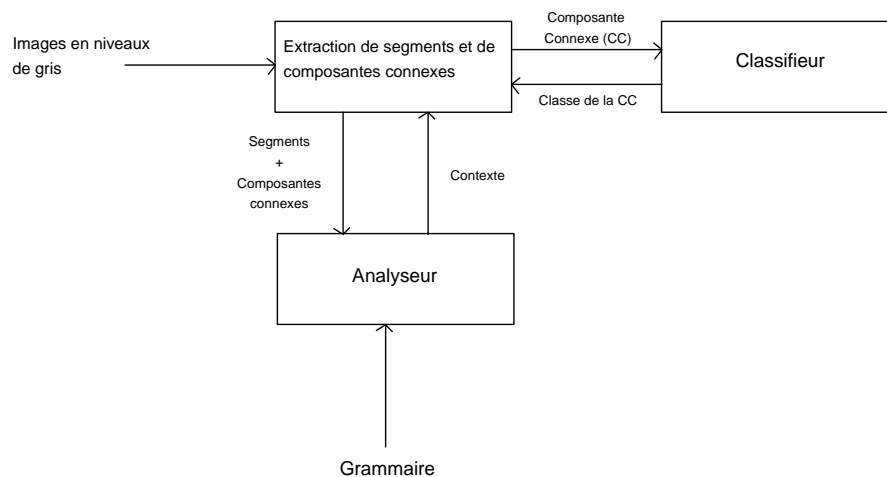 Images en niveaux
de gris
Extraction de segments et de
composantes connexes
Composante
Connexe (CC)
Classe de la CC
Classifieur
Segments
+
Composantes
connexes
Contexte
Analyseur
Grammaire